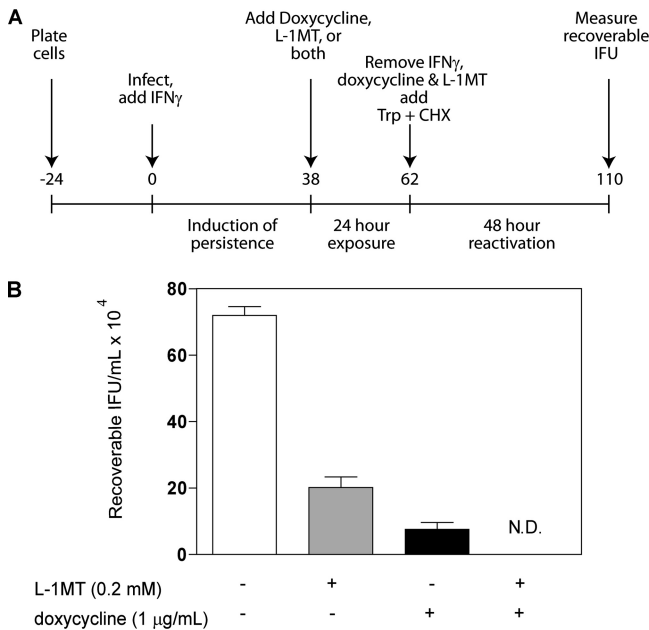 A
Plate
cells
Infect,
add IFNγ
Add Doxycycline,
L-1MT, or
both
Remove IFNγ,
doxycycline & L-1MT
add
Trp + CHX
Measure
recoverable
IFU
-24
0
38
62
110
Induction of
persistence
24 hour
exposure
48 hour
reactivation
B
Recoverable IFU/mL x 10 4
80
60
40
20
0
N.D.
L-1MT (0.2 mM) - + - +
doxycycline (1 μg/mL) - - + +